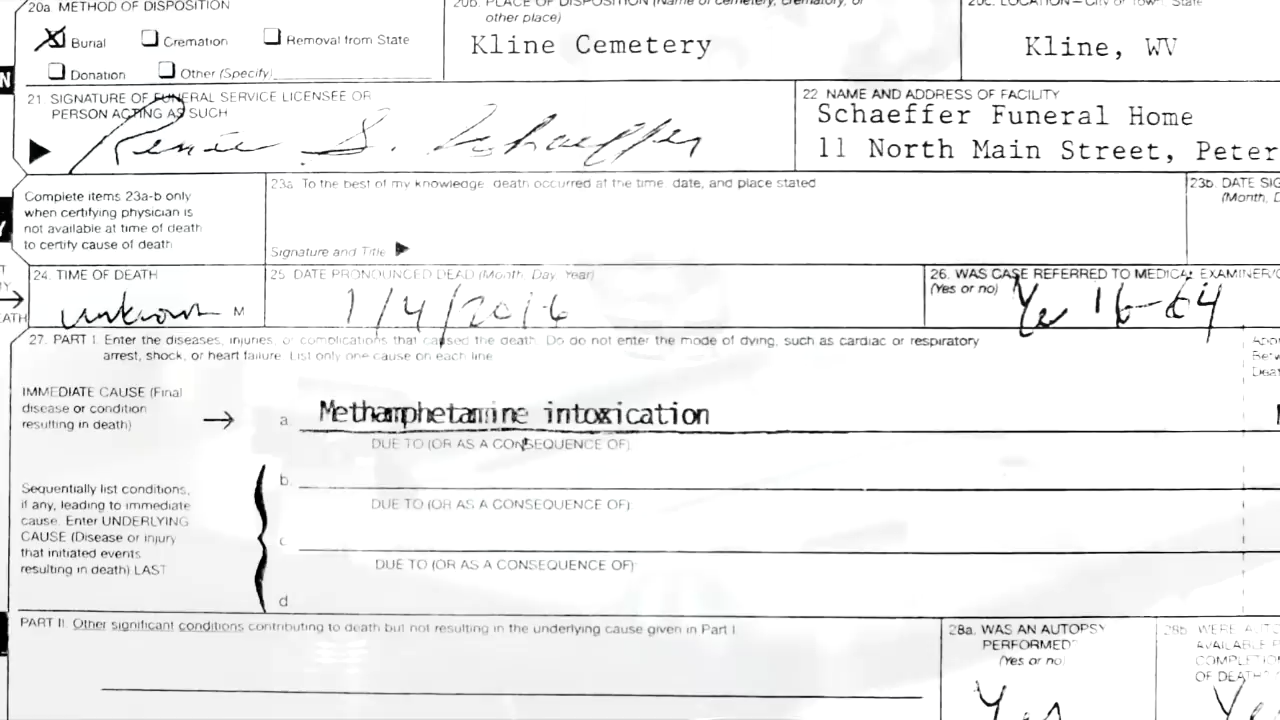 20a METHOD OF DISPOSITION
Burial
Cremation
Removal from State
Donation
Other (Specify)
20b. PLACE OF DISPOSITION (Name of cemetery, crematory, or
other place)
Kline Cemetery
20c. LOCATION—City or Town, State
Kline, WV
21 SIGNATURE OF FUNERAL SERVICE LICENSEE OR
PERSON ACTING AS SUCH
Renée S. Schaeffer
22 NAME AND ADDRESS OF FACILITY
Schaeffer Funeral Home
11 North Main Street, Peter
Complete items 23a-b only
when certifying physician is
not available at time of death
to certify cause of death
23a. To the best of my knowledge, death occurred at the time, date, and place stated
Signature and Title
23b. DATE SIG
(Month, D
24. TIME OF DEATH
unknown M
25 DATE PRONOUNCED DEAD (Month, Day, Year)
1/4/2016
26. WAS CASE REFERRED TO MEDICAL EXAMINER/C
(Yes or no)
Yes 16-64
27. PART I. Enter the diseases, injuries, or complications that caused the death. Do do not enter the mode of dying, such as cardiac or respiratory
arrest, shock, or heart failure. List only one cause on each line
IMMEDIATE CAUSE (Final
disease or condition
resulting in death)
a. Methamphetamine intoxication
DUE TO (OR AS A CONSEQUENCE OF):
Sequentially list conditions,
if any, leading to immediate
cause. Enter UNDERLYING
CAUSE (Disease or injury
that initiated events
resulting in death) LAST
b.
DUE TO (OR AS A CONSEQUENCE OF):
c.
DUE TO (OR AS A CONSEQUENCE OF):
d.
PART II. Other significant conditions contributing to death but not resulting in the underlying cause given in Part I.
28a. WAS AN AUTOPSY
PERFORMED?
(Yes or no)
Yes
28b. WERE AUTO
AVAILABLE P
COMPLETION
OF DEATH?
Yes